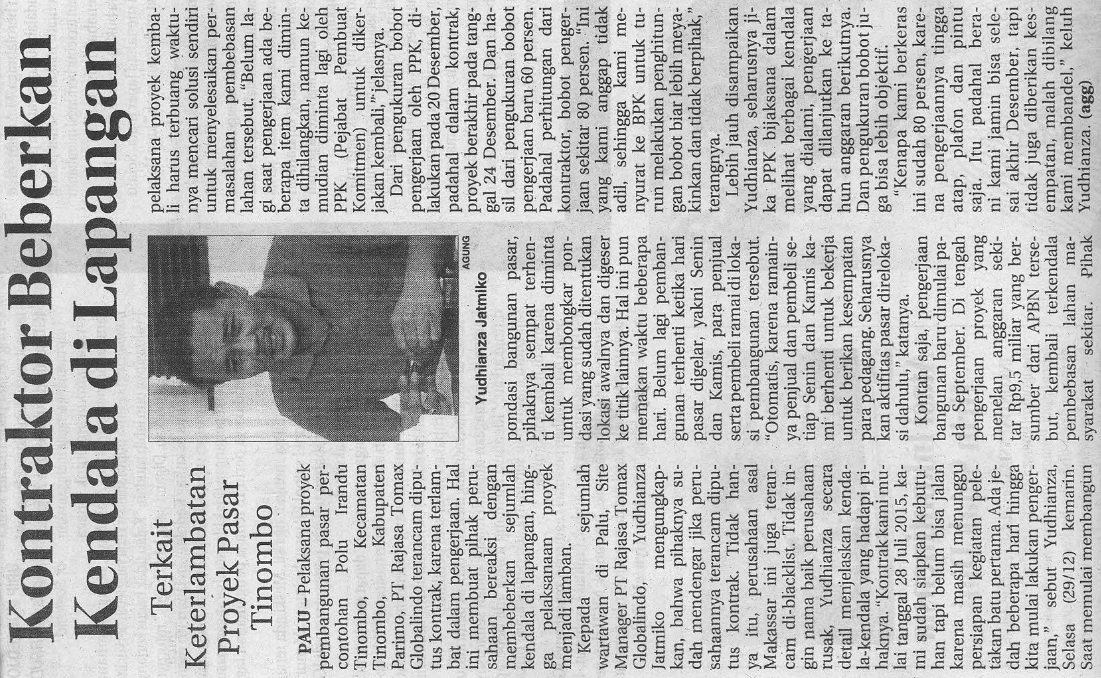 Kontraktor Beberkan
Kendala di Lapangan
Terkait
Keterlambatan
Proyek Pasar
Tinombo
PALU – Pelaksana proyek
pembangunan pasar per-
contohan Polu Irandu
Tinombo, Kecamatan
Tinombo, Kabupaten
Parimo, PT Rajasa Tomax
Globalindo terancam dipu-
tus kontrak, karena terlam-
bat dalam pengerjaan. Hal
ini membuat pihak peru-
sahaan bereaksi dengan
membeberkan sejumlah
kendala di lapangan, hing-
ga pelaksanaan proyek
menjadi lamban.
Kepada sejumlah
wartawan di Palu, Site
Manager PT Rajasa Tomax
Globalindo, Yudhianza
Jatmiko mengungkap-
kan, bahwa pihaknya su-
dah mendengar jika peru-
sahaannya terancam dipu-
tus kontrak. Tidak han-
ya itu, perusahaan asal
Makassar ini juga teran-
cam di-blacklist. Tidak in-
gin nama baik perusahaan
rusak, Yudhianza secara
detail menjelaskan kenda-
la-kendala yang hadapi pi-
haknya. “Kontrak kami mu-
lai tanggal 28 Juli 2015, ka-
mi sudah siapkan kebutu-
han tapi belum bisa jalan
karena masih menunggu
persiapan kegiatan pele-
takan batu pertama. Ada je-
dah beberapa hari hingga
kita mulai lakukan penger-
jaan,” sebut Yudhianza,
Selasa (29/12) kemarin.
Saat memulai membangun
AGUNG
Yudhianza Jatmiko
pondasi bangunan pasar,
pihaknya sempat terhen-
ti kembali karena diminta
untuk membongkar pon-
dasi yang sudah ditentukan
lokasi awalnya dan digeser
ke titik lainnya. Hal ini pun
memakan waktu beberapa
hari. Belum lagi pemban-
gunan terhenti ketika hari
pasar digelar, yakni Senin
dan Kamis, para penjual
serta pembeli ramai di loka-
si pembangunan tersebut.
“Otomatis, karena ramain-
ya penjual dan pembeli se-
tiap Senin dan Kamis ka-
mi berhenti untuk bekerja
untuk berikan kesempatan
para pedagang. Seharusnya
aktifitas pasar direloka-
si dahulu,” katanya.
Kontan saja, pengerjaan
bangunan baru dimulai pa-
da September. Di tengah
pengerjaan proyek yang
menelan anggaran seki-
tar Rp9,5 miliar yang ber-
sumber dari APBN terse-
but, kembali terkendala
pembebasan lahan ma-
syarakat sekitar. Pihak
pelaksana proyek kemba-
li harus terbuang waktu-
nya mencari solusi sendiri
untuk menyelesaikan per-
masalahan pembebasan
lahan tersebut. “Belum la-
gi saat pengerjaan ada be-
berapa item kami dimin-
ta dihilangkan, namun ke-
mudian diminta lagi oleh
PPK (Pejabat Pembuat
Komitmen) untuk diker-
jakan kembali,” jelasnya.
Dari pengukuran bobot
pengerjaan oleh PPK, di-
lakukan pada 20 Desember,
padahal dalam kontrak,
proyek berakhir pada tang-
gal 24 Desember. Dan ha-
sil dari pengukuran bobot
pengerjaan baru 60 persen.
Padahal perhitungan dari
kontraktor, bobot penger-
jaan sekitar 80 persen. “Ini
yang kami anggap tidak
adil, sehingga kami me-
nyurat ke BPK untuk tu-
run melakukan penghitun-
gan bobot biar lebih meya-
kinkan dan tidak berpihak,”
terangnya.
Lebih jauh disampaikan
Yudhianza, seharusnya ji-
ka PPK bijaksana dalam
melihat berbagai kendala
yang dialami, pengerjaan
dapat dilanjutkan ke ta-
hun anggaran berikutnya.
Dan pengukuran bobot ju-
ga bisa lebih objektif.
“Kenapa kami berkeras
ini sudah 80 persen, kare-
na pengerjaannya tingga
atap, plafon dan pintu
saja. Itu padahal bera-
ni kami jamin bisa sele-
sai akhir Desember, tapi
tidak juga diberikan kes-
empatan, malah dibilang
kami membandel,” keluh
Yudhianza. (agg)